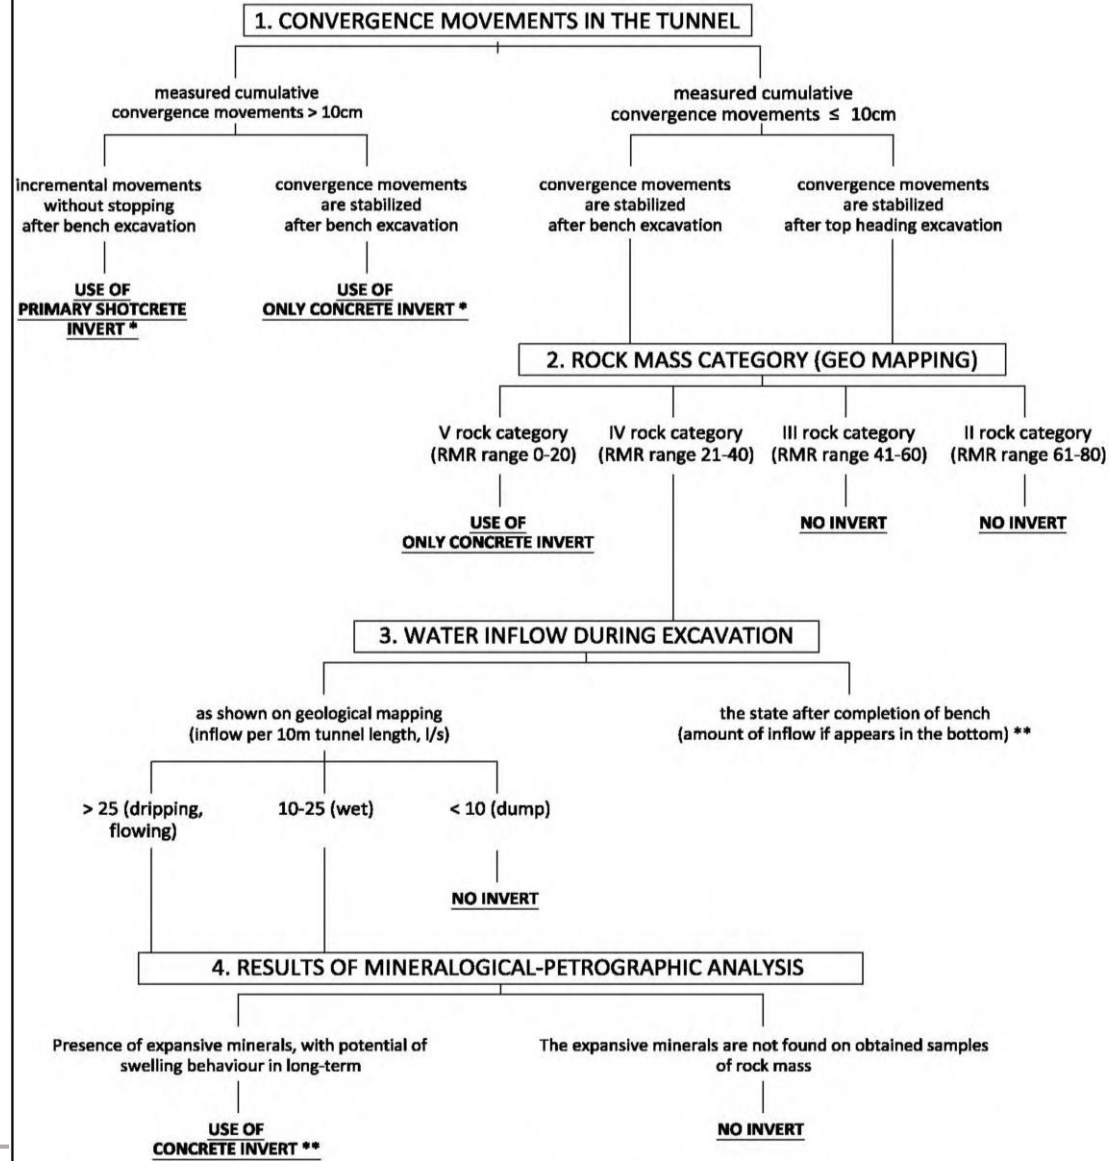 1. CONVERGENCE MOVEMENTS IN THE TUNNEL
measured cumulative
convergence movements > 10cm
measured cumulative
convergence movements ≤ 10cm
incremental movements
without stopping
after bench excavation
convergence movements
are stabilized
after bench excavation
convergence movements
are stabilized
after bench excavation
convergence movements
are stabilized
after top heading excavation
USE OF
PRIMARY SHOTCRETE
INVERT *
USE OF
ONLY CONCRETE INVERT *
2. ROCK MASS CATEGORY (GEO MAPPING)
V rock category
(RMR range 0-20)
IV rock category
(RMR range 21-40)
III rock category
(RMR range 41-60)
II rock category
(RMR range 61-80)
USE OF
ONLY CONCRETE INVERT
NO INVERT
NO INVERT
3. WATER INFLOW DURING EXCAVATION
as shown on geological mapping
(inflow per 10m tunnel length, l/s)
the state after completion of bench
(amount of inflow if appears in the bottom) **
> 25 (dripping,
flowing)
10-25 (wet)
< 10 (dump)
NO INVERT
4. RESULTS OF MINERALOGICAL-PETROGRAPHIC ANALYSIS
Presence of expansive minerals, with potential of
swelling behaviour in long-term
The expansive minerals are not found on obtained samples
of rock mass
USE OF
CONCRETE INVERT **
NO INVERT